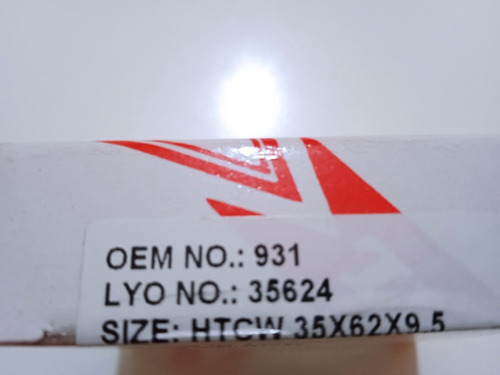 OEM NO.: 931
LYO NO.: 35624
SIZE: HTCW 35X62X9.5